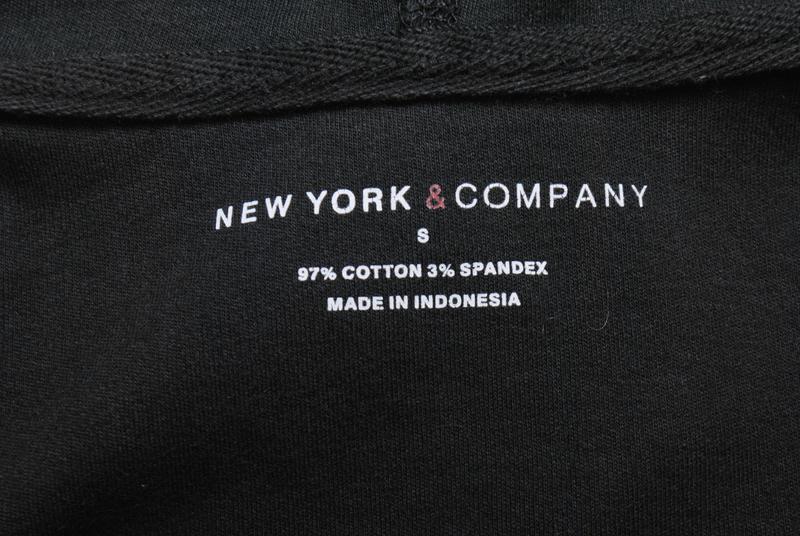 NEW YORK & COMPANY
S
97% COTTON 3% SPANDEX
MADE IN INDONESIA